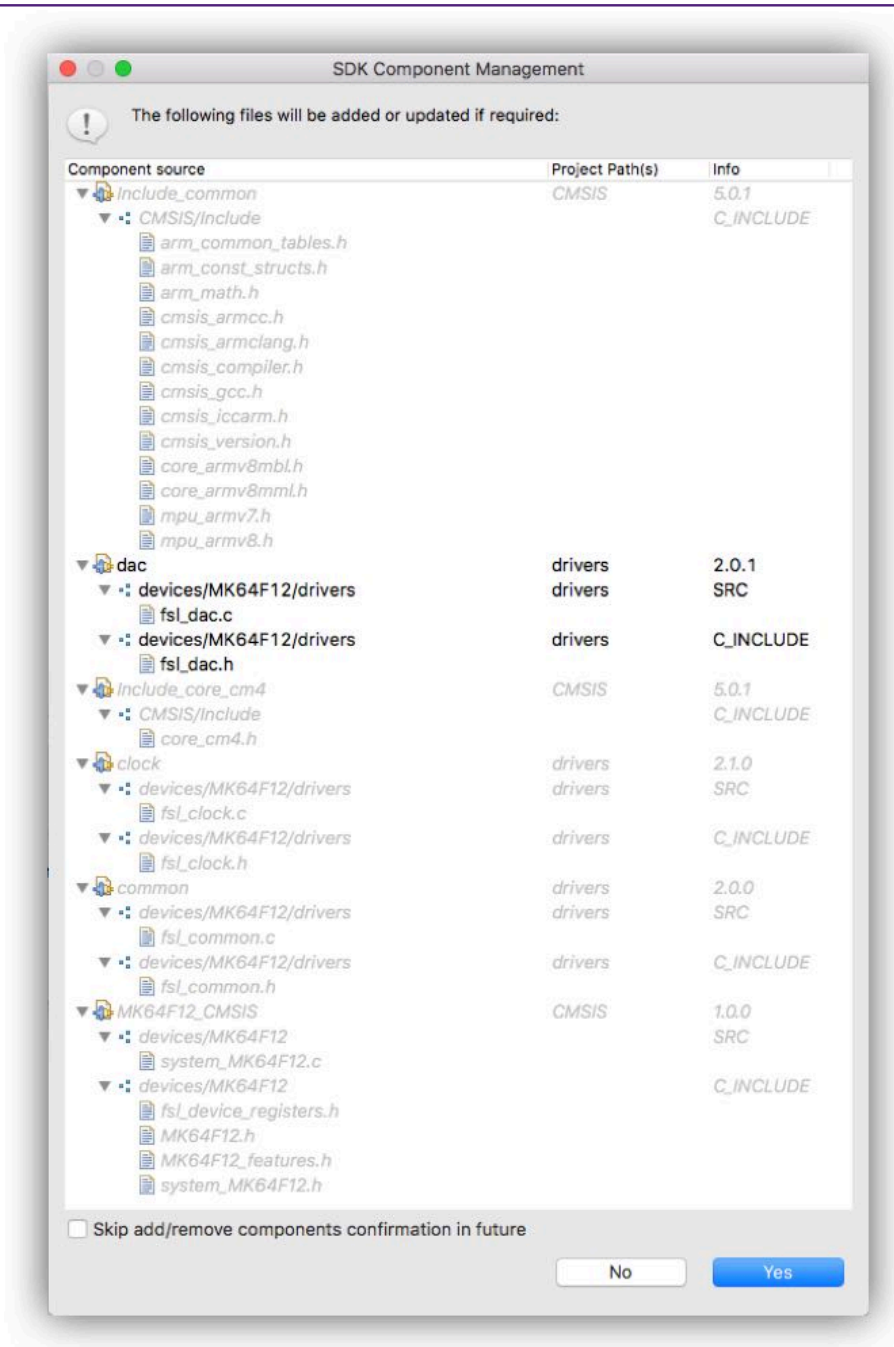 SDK Component Management
The following files will be added or updated if required:
Component source Project Path(s) Info
Include_common CMSIS 5.0.1
CMSIS/Include C_INCLUDE
arm_common_tables.h
arm_const_structs.h
arm_math.h
cmsis_armcc.h
cmsis_armclang.h
cmsis_compiler.h
cmsis_gcc.h
cmsis_iccarm.h
cmsis_version.h
core_armv8mbl.h
core_armv8mml.h
mpu_armv7.h
mpu_armv8.h
dac drivers 2.0.1
devices/MK64F12/drivers drivers SRC
fsl_dac.c
devices/MK64F12/drivers drivers C_INCLUDE
fsl_dac.h
Include_core_cm4 CMSIS 5.0.1
CMSIS/Include C_INCLUDE
core_cm4.h
clock drivers 2.1.0
devices/MK64F12/drivers drivers SRC
fsl_clock.c
devices/MK64F12/drivers drivers C_INCLUDE
fsl_clock.h
common drivers 2.0.0
devices/MK64F12/drivers drivers SRC
fsl_common.c
devices/MK64F12/drivers drivers C_INCLUDE
fsl_common.h
MK64F12_CMSIS CMSIS 1.0.0
devices/MK64F12 SRC
system_MK64F12.c
devices/MK64F12 C_INCLUDE
fsl_device_registers.h
MK64F12.h
MK64F12_features.h
system_MK64F12.h
Skip add/remove components confirmation in future
No Yes